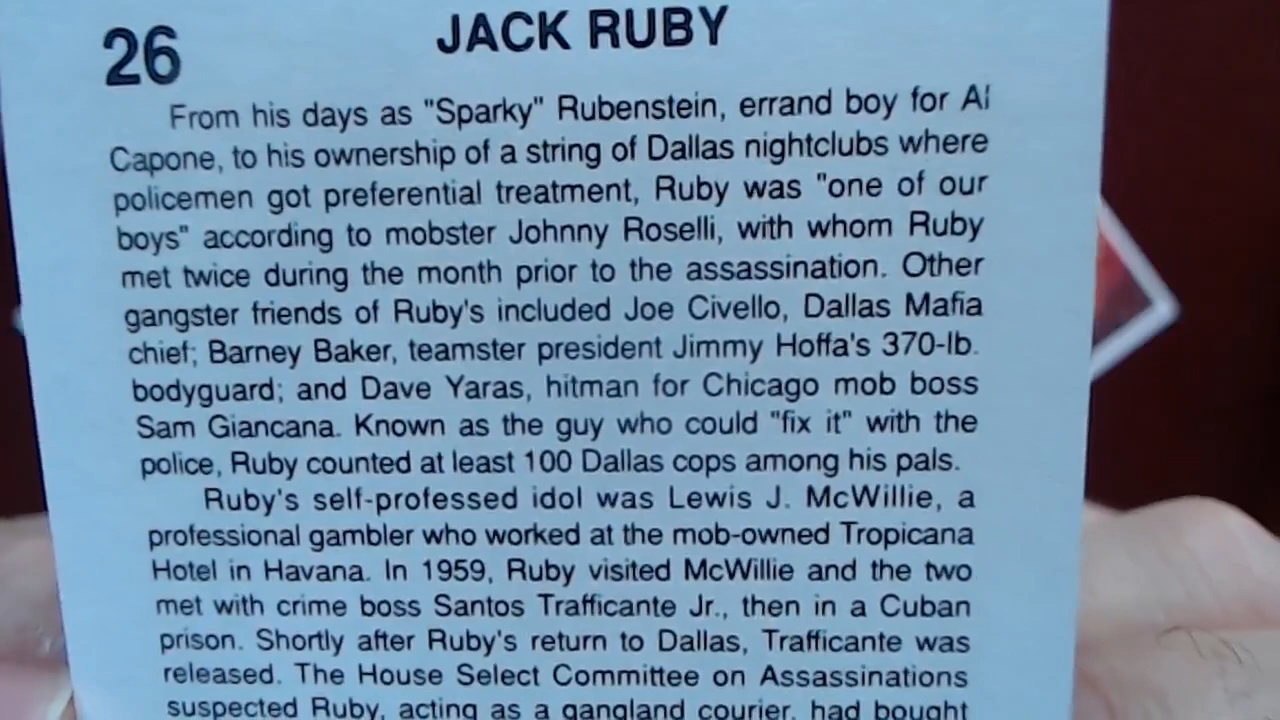 26
JACK RUBY
From his days as "Sparky" Rubenstein, errand boy for Al
Capone, to his ownership of a string of Dallas nightclubs where
policemen got preferential treatment, Ruby was "one of our
boys" according to mobster Johnny Roselli, with whom Ruby
met twice during the month prior to the assassination. Other
gangster friends of Ruby's included Joe Civello, Dallas Mafia
chief; Barney Baker, teamster president Jimmy Hoffa's 370-lb.
bodyguard; and Dave Yaras, hitman for Chicago mob boss
Sam Giancana. Known as the guy who could "fix it" with the
police, Ruby counted at least 100 Dallas cops among his pals.
Ruby's self-professed idol was Lewis J. McWillie, a
professional gambler who worked at the mob-owned Tropicana
Hotel in Havana. In 1959, Ruby visited McWillie and the two
met with crime boss Santos Trafficante Jr., then in a Cuban
prison. Shortly after Ruby's return to Dallas, Trafficante was
released. The House Select Committee on Assassinations
suspected Ruby, acting as a gangland courier, had bought